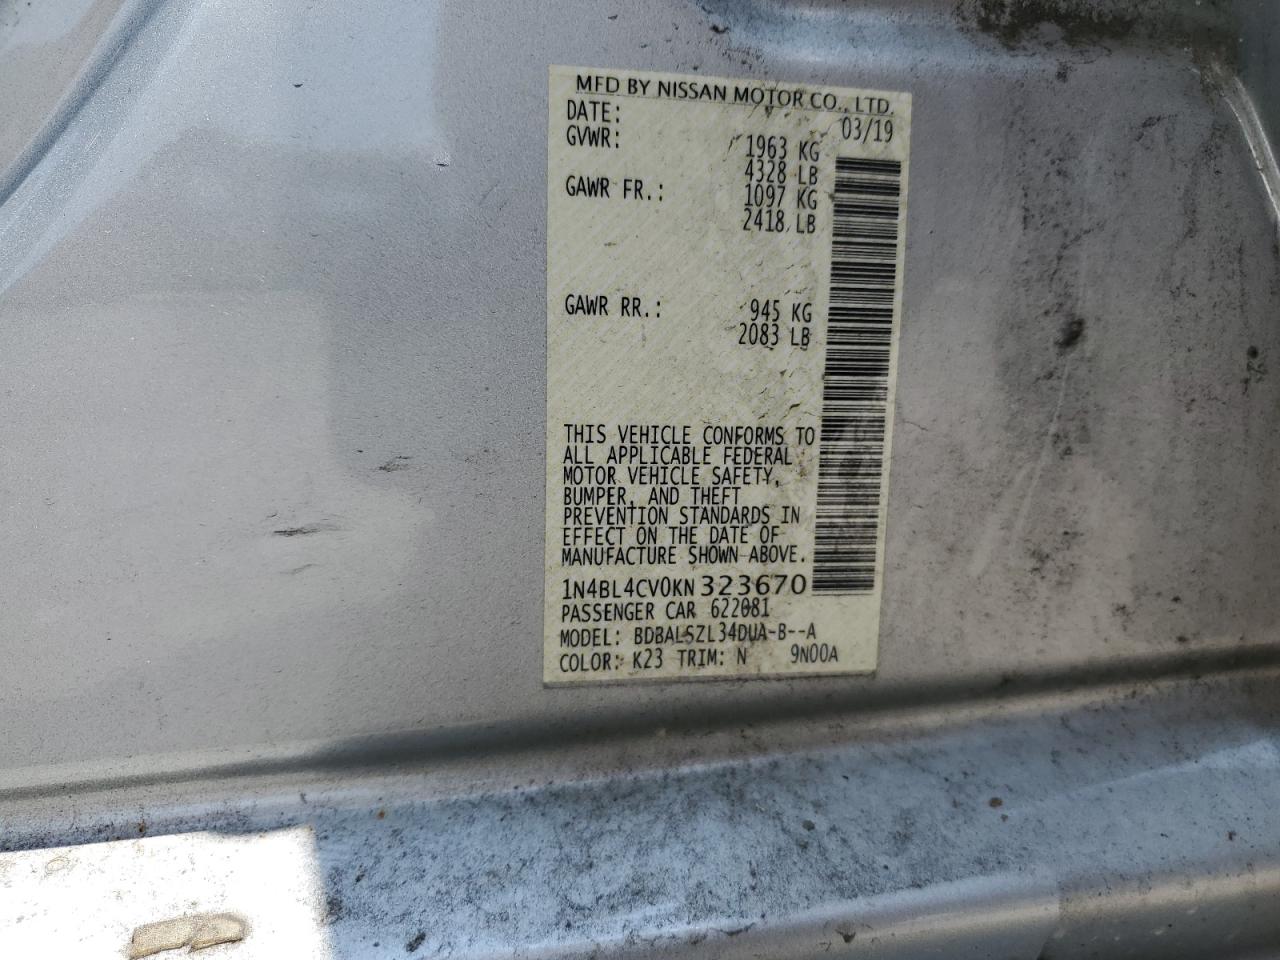 MFD BY NISSAN MOTOR CO., LTD.
DATE: 03/19
GVWR: 1963 KG
4328 LB
GAWR FR.: 1097 KG
2418 LB
GAWR RR.: 945 KG
2083 LB
THIS VEHICLE CONFORMS TO
ALL APPLICABLE FEDERAL
MOTOR VEHICLE SAFETY,
BUMPER, AND THEFT
PREVENTION STANDARDS IN
EFFECT ON THE DATE OF
MANUFACTURE SHOWN ABOVE.
1N4BL4CV0KN323670
PASSENGER CAR 622081
MODEL: BDBALSZL34DUA-B--A
COLOR: K23 TRIM: N 9N00A